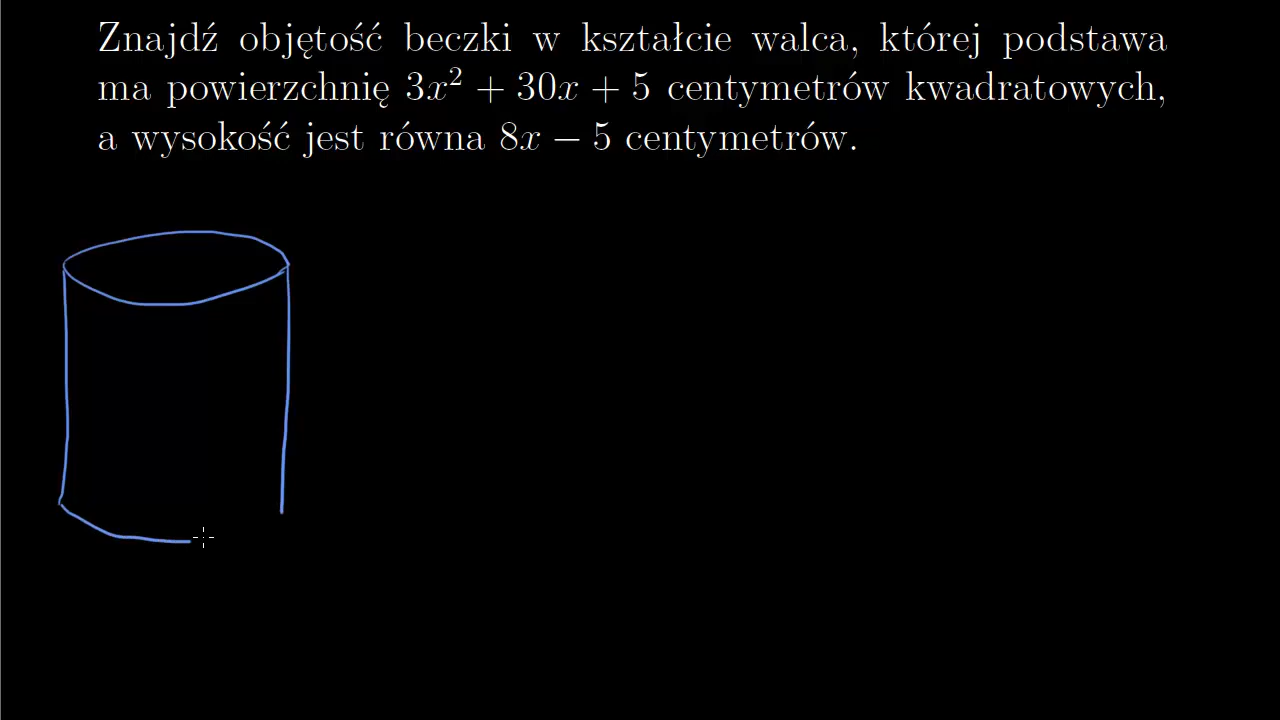 Znajdź objętość beczki w kształcie walca, której podstawa
ma powierzchnię 3x² + 30x + 5 centymetrów kwadratowych,
a wysokość jest równa 8x − 5 centymetrów.